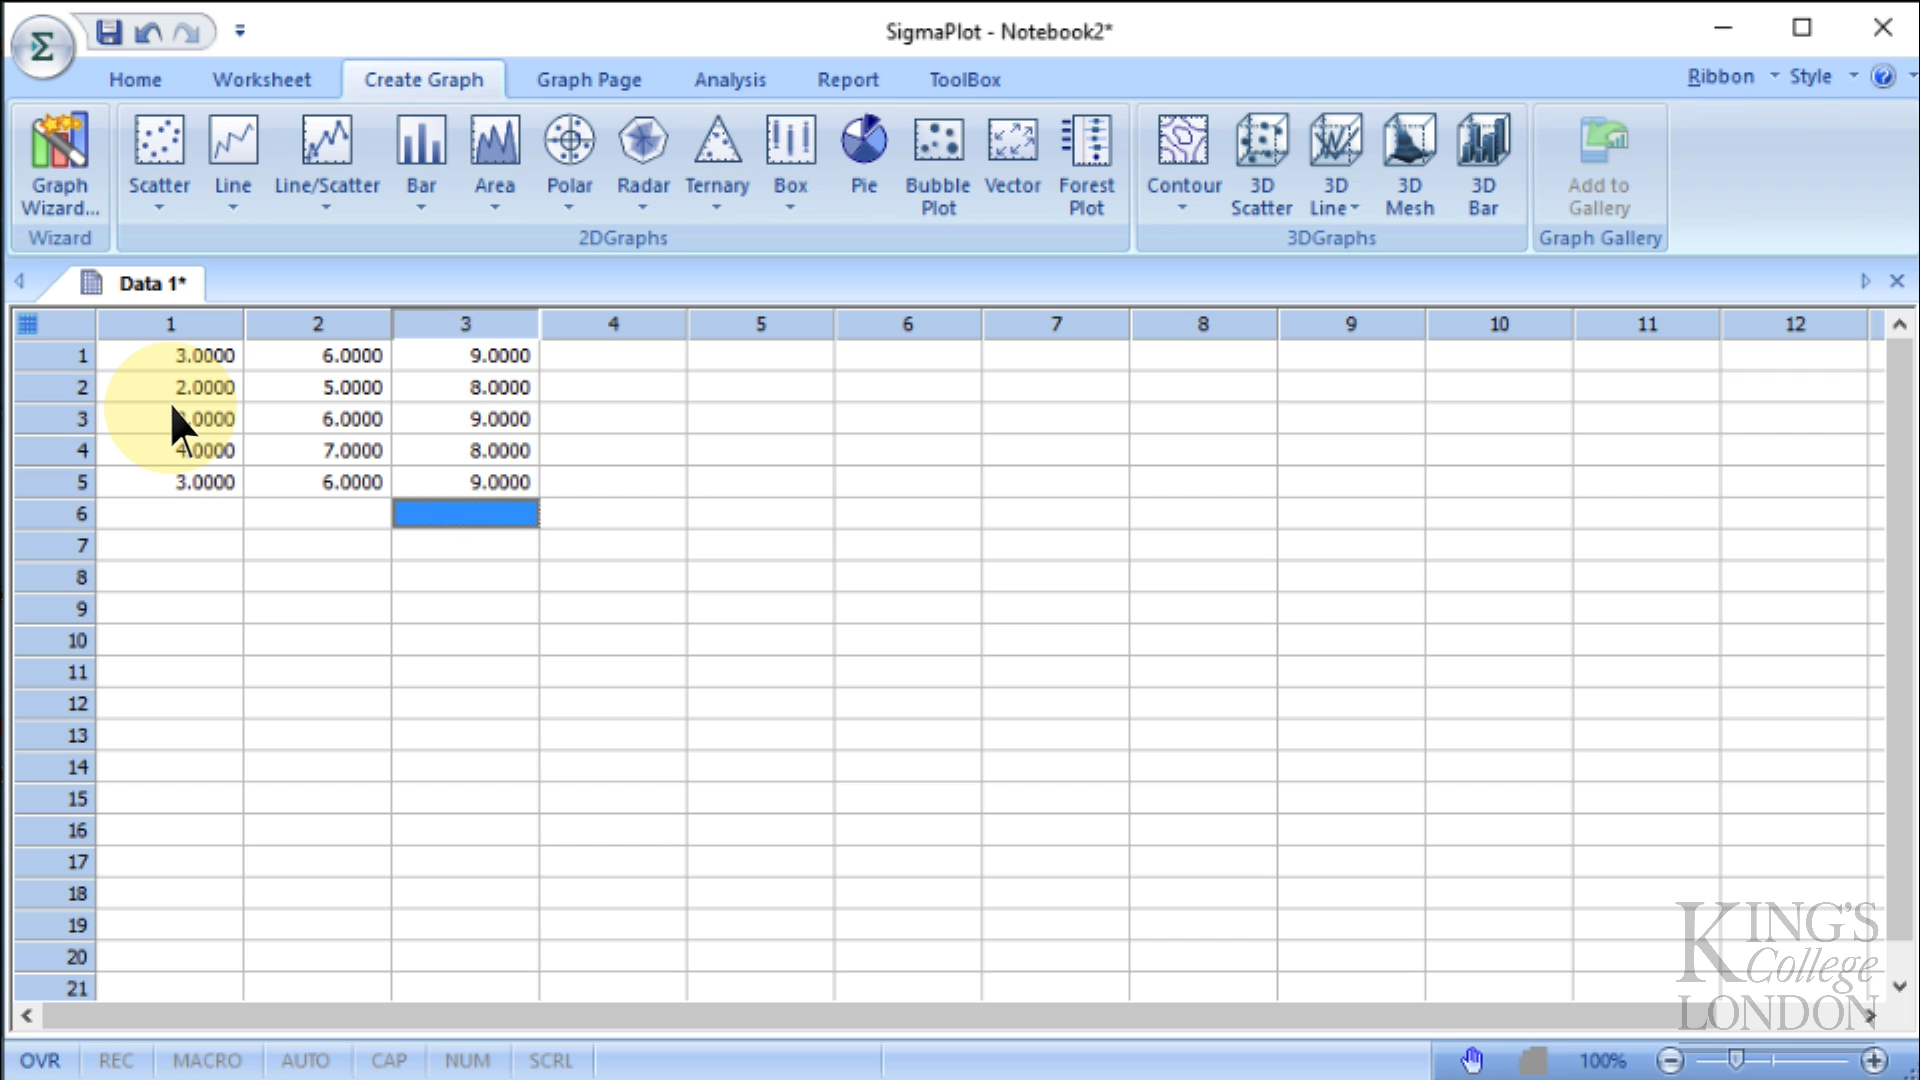 SigmaPlot - Notebook2*
Home Worksheet Create Graph Graph Page Analysis Report ToolBox Ribbon Style
Graph Wizard... Scatter Line Line/Scatter Bar Area Polar Radar Ternary Box Pie Bubble Plot Vector Forest Plot Contour 3D Scatter 3D Line 3D Mesh 3D Bar Add to Gallery
Wizard 2DGraphs 3DGraphs Graph Gallery
Data 1*
1 2 3 4 5 6 7 8 9 10 11 12
1 3.0000 6.0000 9.0000
2 2.0000 5.0000 8.0000
3 .0000 6.0000 9.0000
4 4.0000 7.0000 8.0000
5 3.0000 6.0000 9.0000
6
7
8
9
10
11
12
13
14
15
16
17
18
19
20
21
KING'S
College
LONDON
OVR REC MACRO AUTO CAP NUM SCRL 100%